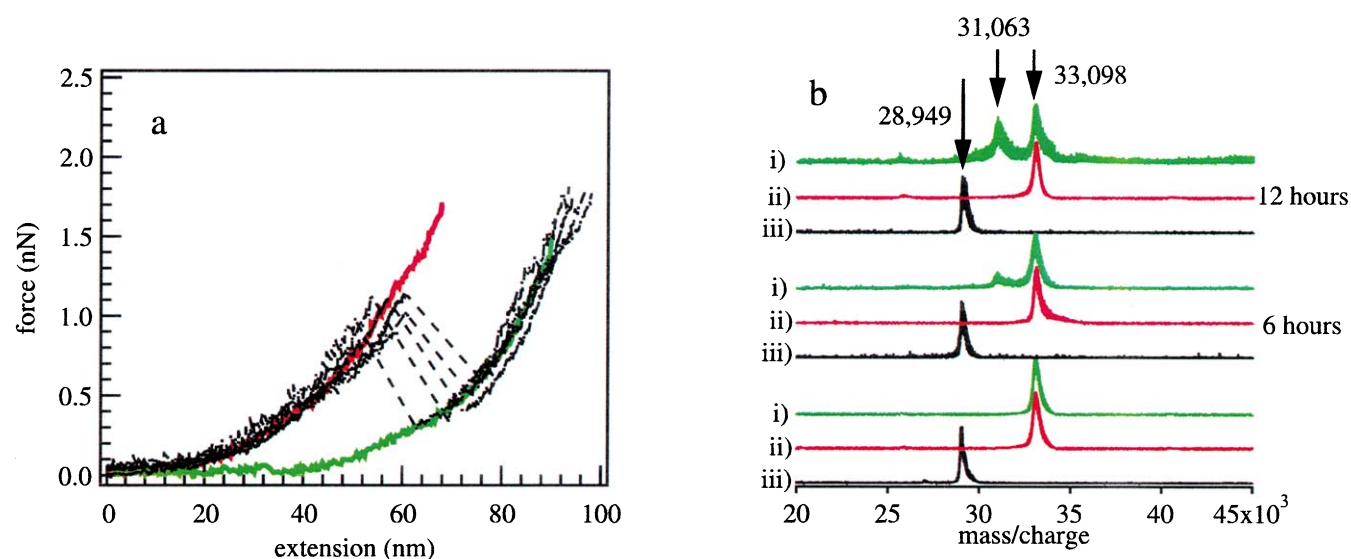 a
2.5
2.0
1.5
1.0
0.5
0.0
force (nN)
0 20 40 60 80 100
extension (nm)
b
31,063
33,098
28,949
i)
ii) 12 hours
iii)
i)
ii) 6 hours
iii)
i)
ii)
iii)
20 25 30 35 40 45x10³
mass/charge